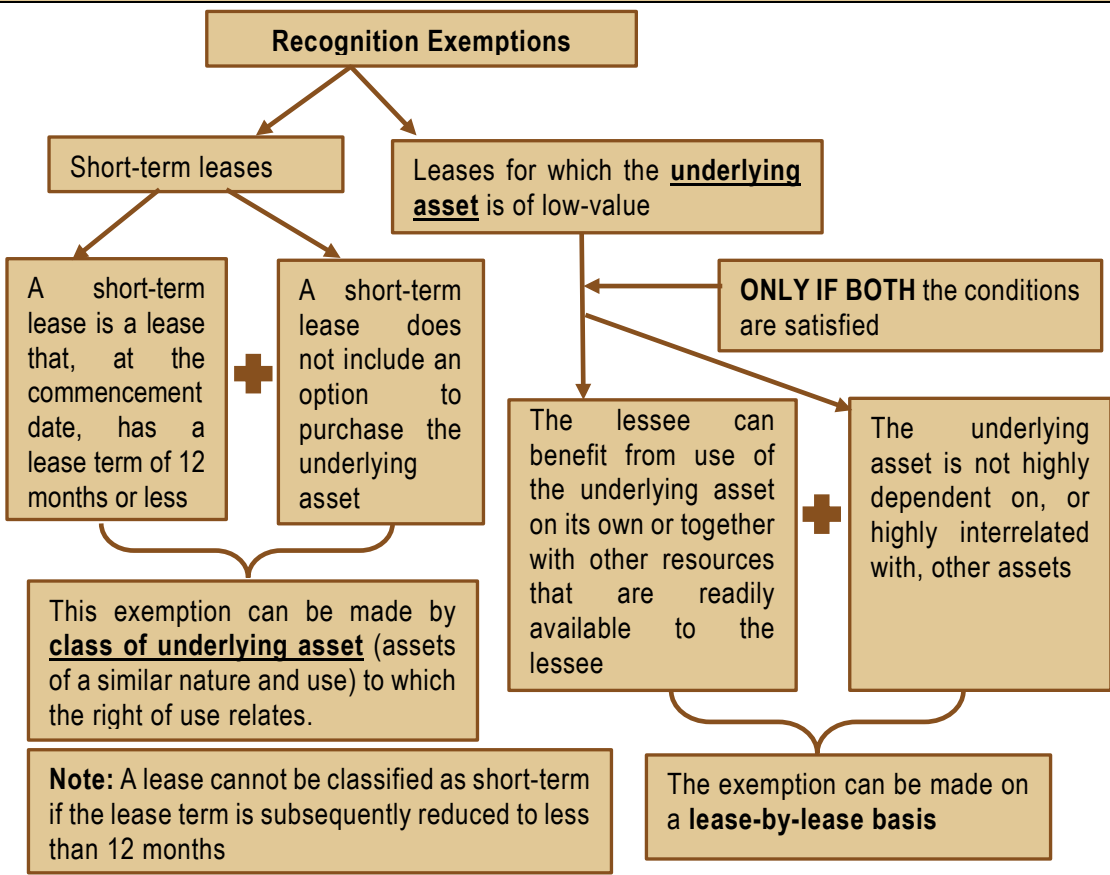 Recognition Exemptions
Short-term leases
Leases for which the underlying
asset is of low-value
A short-term
lease is a lease
that, at the
commencement
date, has a
lease term of 12
months or less
A short-term
lease does
not include an
option to
purchase the
underlying
asset
ONLY IF BOTH the conditions
are satisfied
The lessee can
benefit from use of
the underlying asset
on its own or together
with other resources
that are readily
available to the
lessee
The underlying
asset is not highly
dependent on, or
highly interrelated
with, other assets
This exemption can be made by
class of underlying asset (assets
of a similar nature and use) to which
the right of use relates.
Note: A lease cannot be classified as short-term
if the lease term is subsequently reduced to less
than 12 months
The exemption can be made on
a lease-by-lease basis